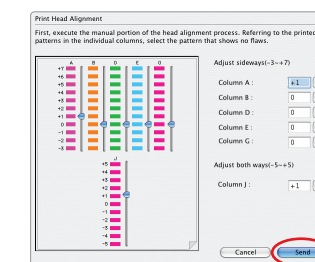 Print Head Alignment
First, execute the manual portion of the head alignment process. Referring to the printed
patterns in the individual columns, select the pattern that shows no flaws.
A B D E G
+7
+6
+5
+4
+3
+2
+1
0
-1
-2
-3
J
+5
+4
+3
+2
+1
0
-1
-2
-3
-4
-5
Adjust sideways(-3~+7)
Column A : +1
Column B : 0
Column D : 0
Column E : 0
Column G : 0
Adjust both ways(-5~+5)
Column J : +1
Cancel Send